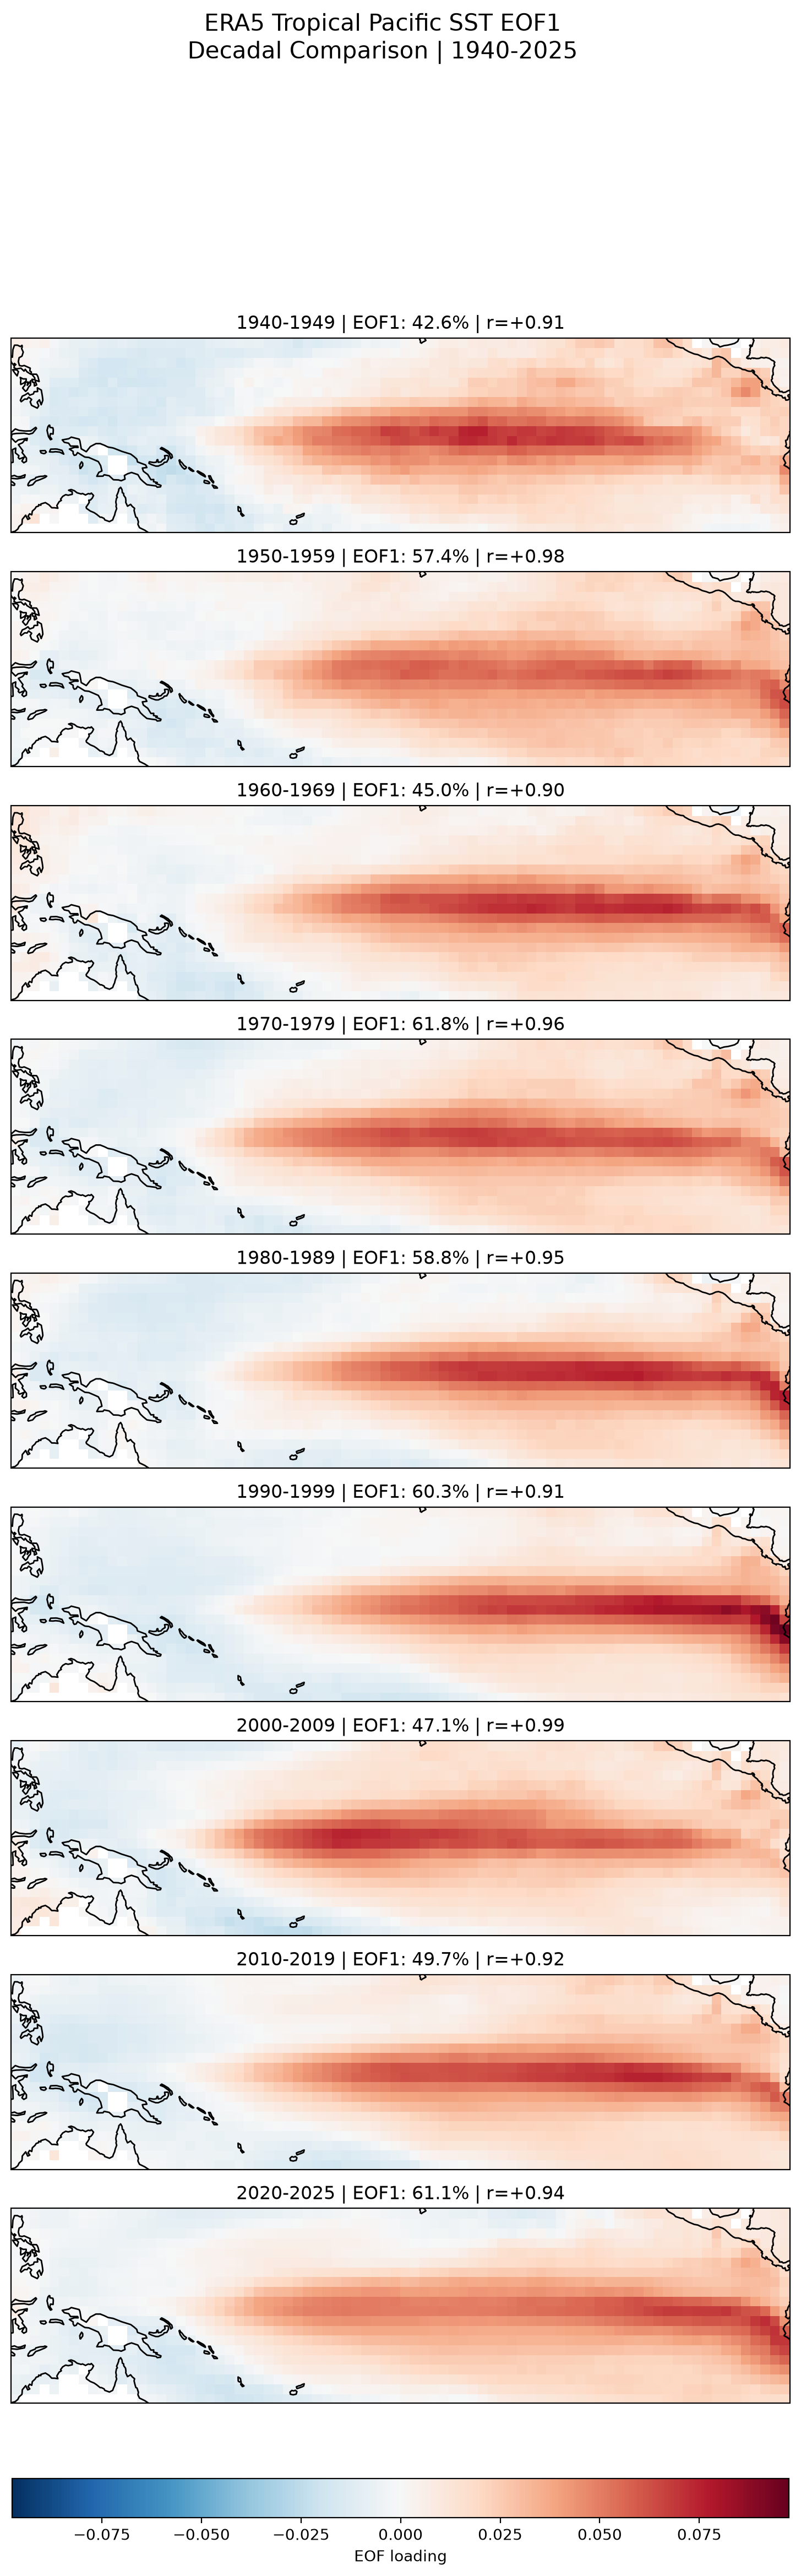 ERA5 Tropical Pacific SST EOF1
Decadal Comparison | 1940-2025
1940-1949 | EOF1: 42.6% | r=+0.91
1950-1959 | EOF1: 57.4% | r=+0.98
1960-1969 | EOF1: 45.0% | r=+0.90
1970-1979 | EOF1: 61.8% | r=+0.96
1980-1989 | EOF1: 58.8% | r=+0.95
1990-1999 | EOF1: 60.3% | r=+0.91
2000-2009 | EOF1: 47.1% | r=+0.99
2010-2019 | EOF1: 49.7% | r=+0.92
2020-2025 | EOF1: 61.1% | r=+0.94
−0.075 −0.050 −0.025 0.000 0.025 0.050 0.075
EOF loading